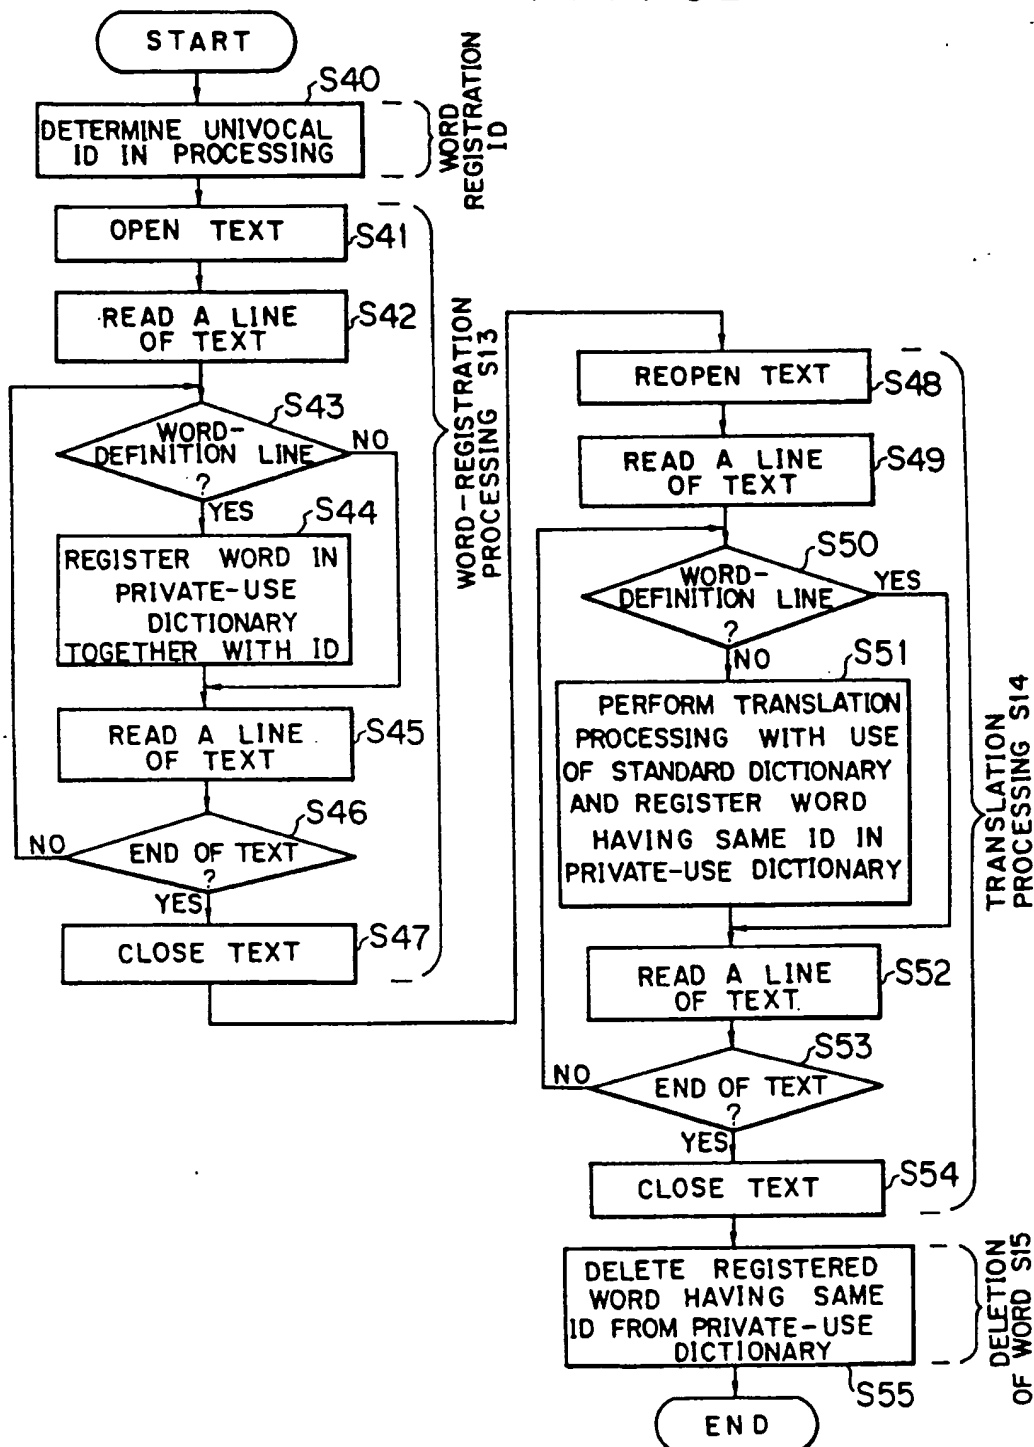 START
S40
DETERMINE UNIVOCAL
ID IN PROCESSING
WORD
REGISTRATION
ID
OPEN TEXT
S41
READ A LINE
OF TEXT
S42
S43
WORD-
DEFINITION LINE
?
NO
YES
S44
REGISTER WORD IN
PRIVATE-USE
DICTIONARY
TOGETHER WITH ID
READ A LINE
OF TEXT
S45
S46
END OF TEXT
?
NO
YES
CLOSE TEXT
S47
WORD-REGISTRATION
PROCESSING S13
REOPEN TEXT
S48
READ A LINE
OF TEXT
S49
S50
WORD-
DEFINITION LINE
?
YES
NO
S51
PERFORM TRANSLATION
PROCESSING WITH USE
OF STANDARD DICTIONARY
AND REGISTER WORD
HAVING SAME ID IN
PRIVATE-USE DICTIONARY
READ A LINE
OF TEXT
S52
S53
END OF TEXT
?
NO
YES
CLOSE TEXT
S54
TRANSLATION
PROCESSING S14
DELETE REGISTERED
WORD HAVING SAME
ID FROM PRIVATE-USE
DICTIONARY
S55
DELETION
OF WORD S15
END